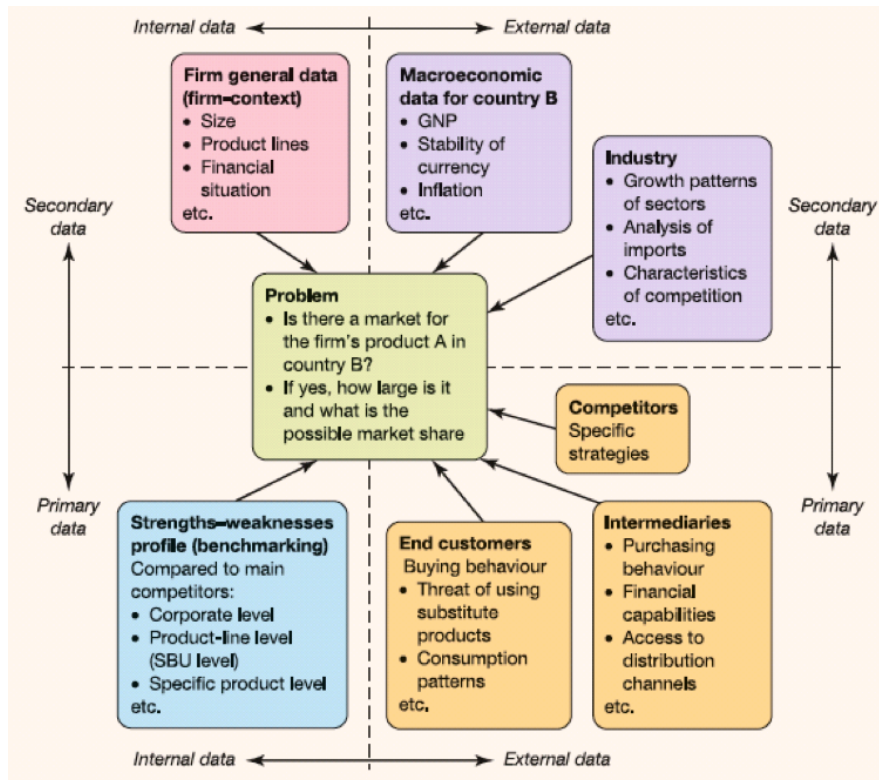 Internal data
External data
Firm general data
(firm–context)
• Size
• Product lines
• Financial
situation
etc.
Macroeconomic
data for country B
• GNP
• Stability of
currency
• Inflation
etc.
Industry
• Growth patterns
of sectors
• Analysis of
imports
• Characteristics
of competition
etc.
Secondary
data
Secondary
data
Problem
• Is there a market for
the firm's product A in
country B?
• If yes, how large is it
and what is the
possible market share
Competitors
Specific
strategies
Primary
data
Primary
data
Strengths–weaknesses
profile (benchmarking)
Compared to main
competitors:
• Corporate level
• Product-line level
(SBU level)
• Specific product level
etc.
End customers
Buying behaviour
• Threat of using
substitute
products
• Consumption
patterns
etc.
Intermediaries
• Purchasing
behaviour
• Financial
capabilities
• Access to
distribution
channels
etc.
Internal data
External data